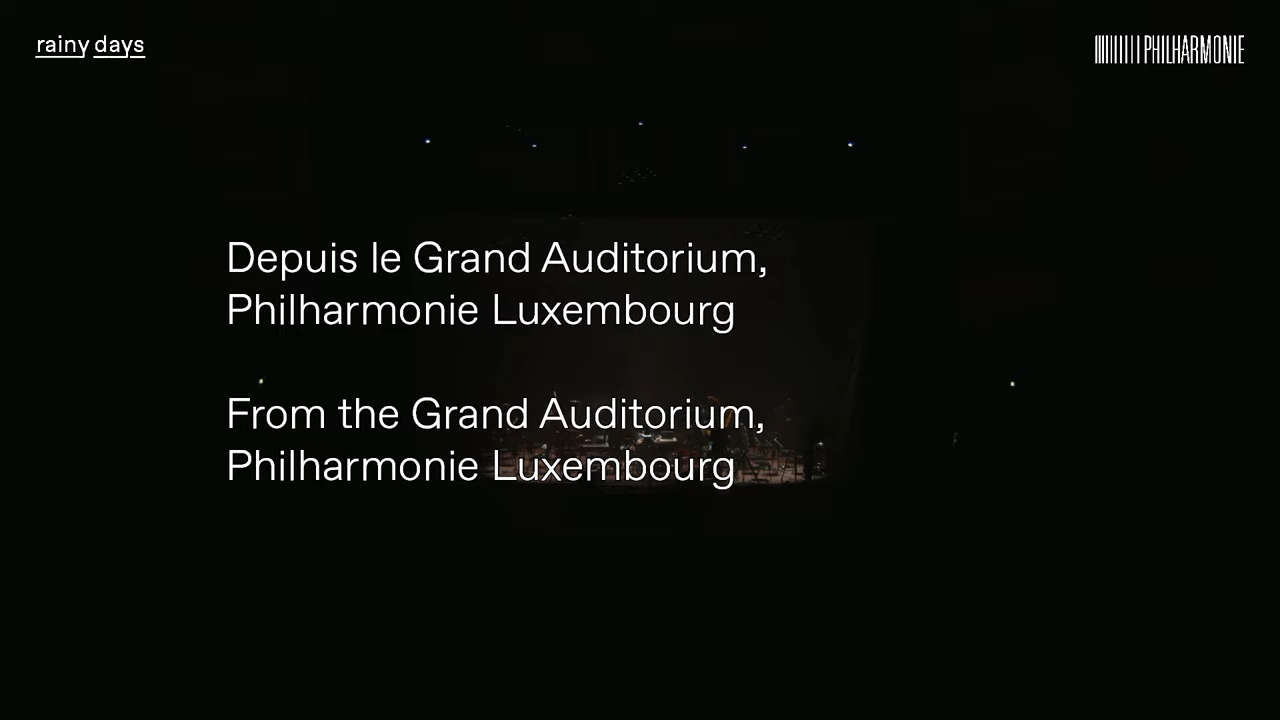 rainy days
PHILHARMONIE
Depuis le Grand Auditorium,
Philharmonie Luxembourg
From the Grand Auditorium,
Philharmonie Luxembourg